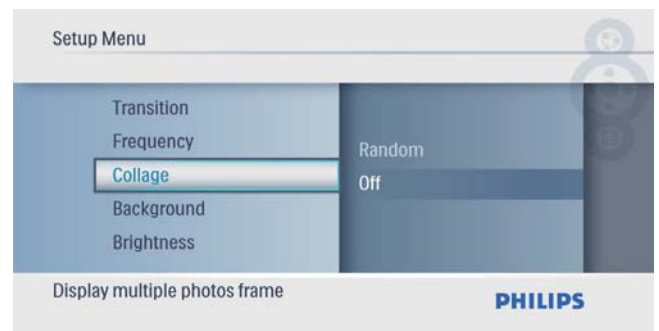 Setup Menu
Transition
Frequency
Collage
Background
Brightness
Random
Off
Display multiple photos frame
PHILIPS